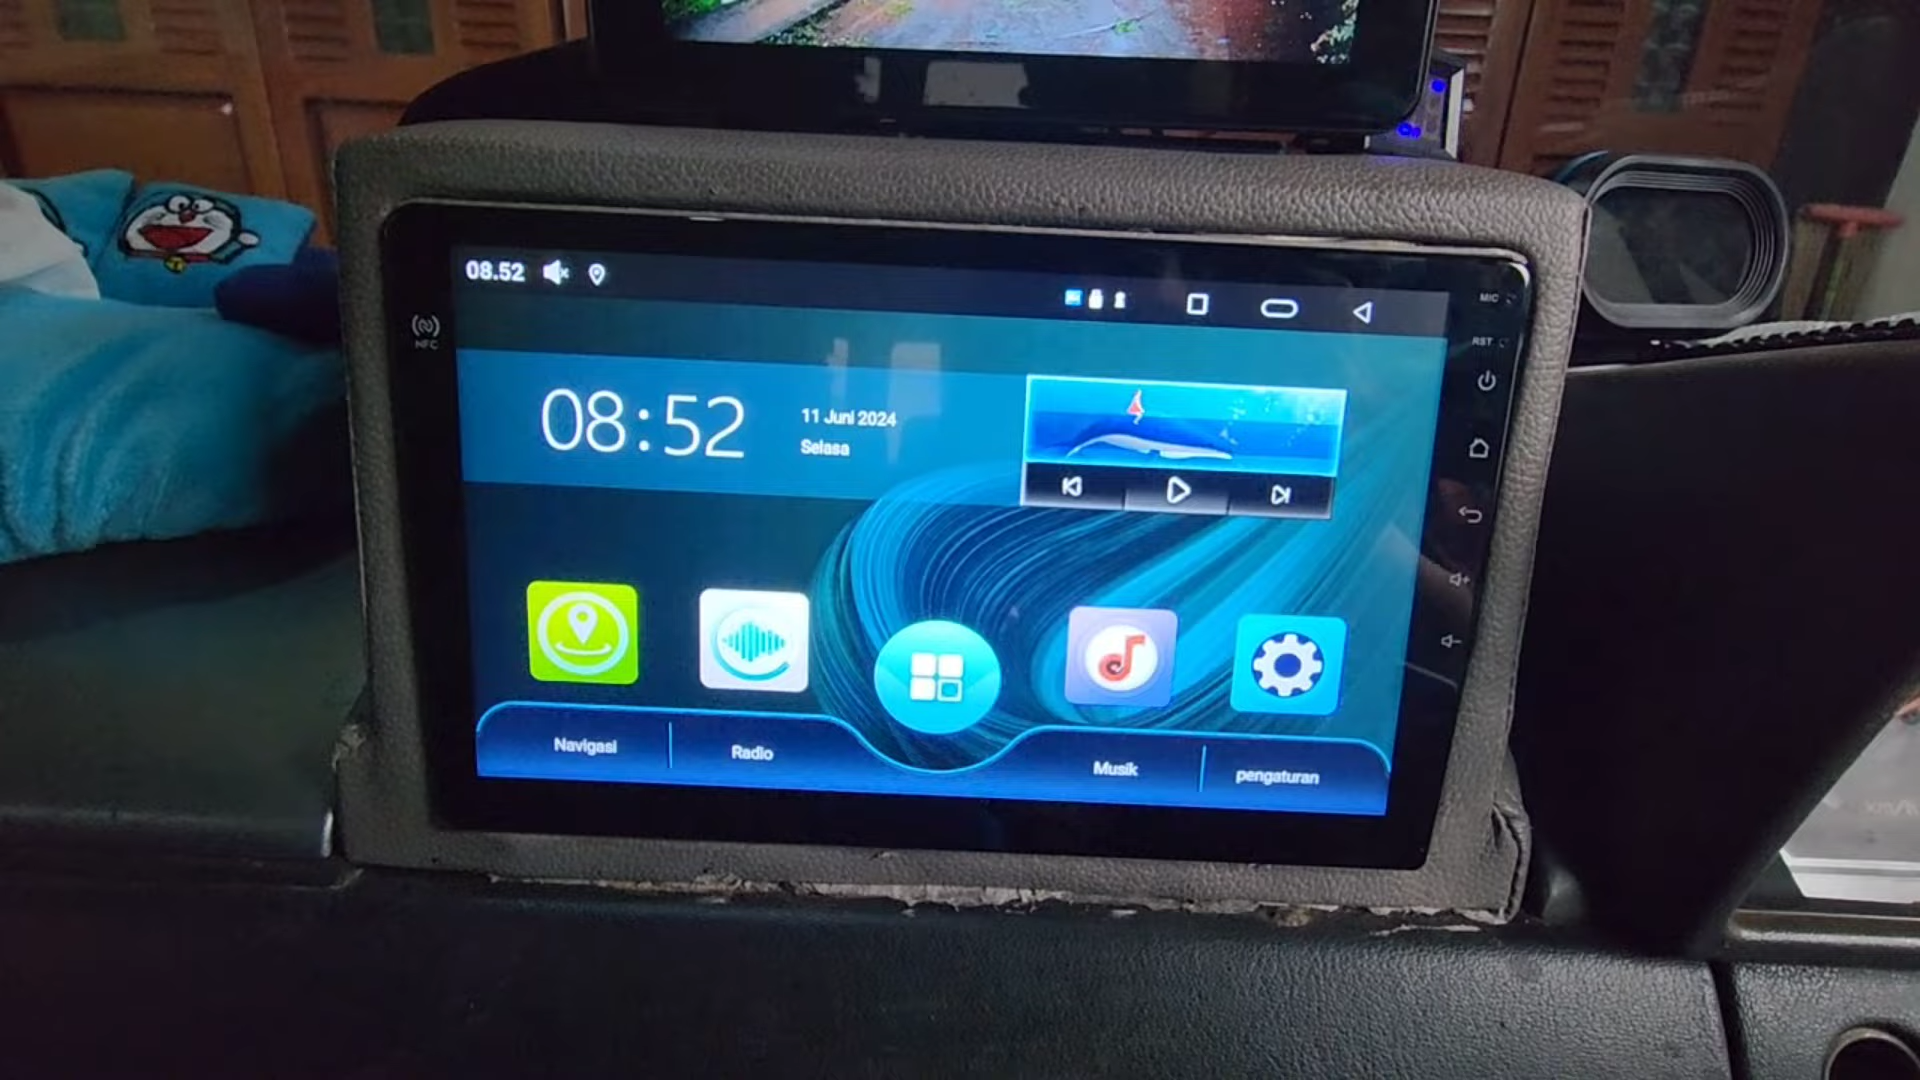 08.52
MIC
NFC
RST
08:52
11 Juni 2024
Selasa
Navigasi
Radio
Musik
pengaturan